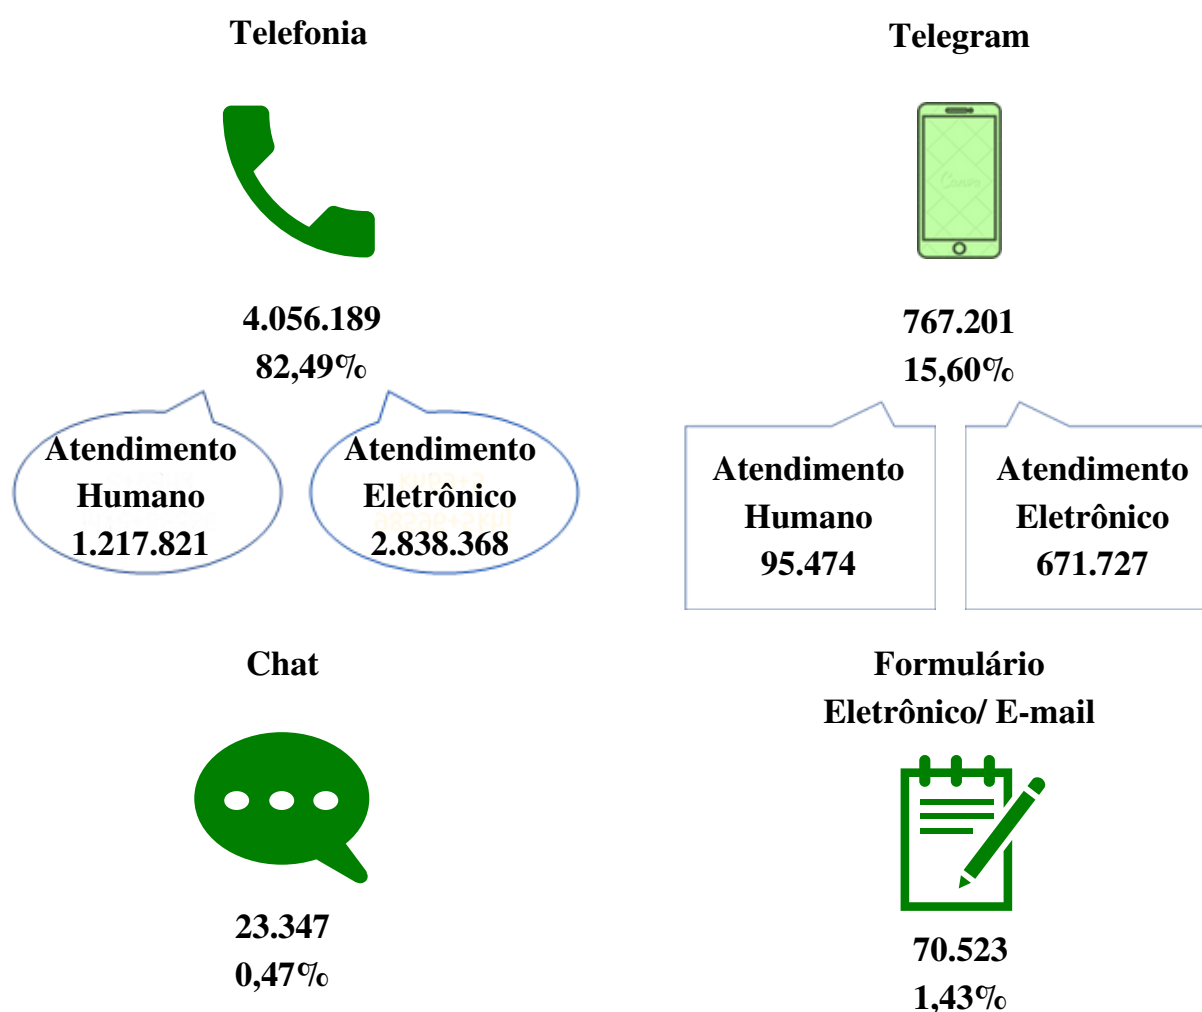 Telefonia
4.056.189
82,49%
Atendimento
Humano
1.217.821
Atendimento
Eletrônico
2.838.368
Telegram
Canva
767.201
15,60%
Atendimento
Humano
95.474
Atendimento
Eletrônico
671.727
Chat
23.347
0,47%
Formulário
Eletrônico/ E-mail
70.523
1,43%